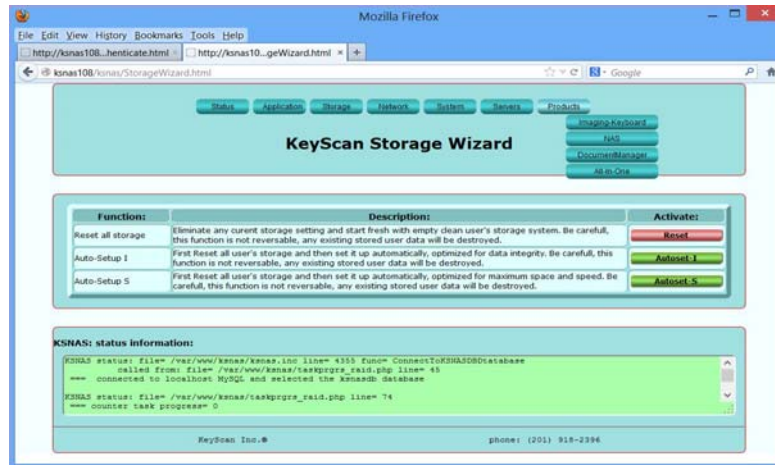 Mozilla Firefox
File Edit View History Bookmarks Tools Help
http://ksnas108...henticate.html
http://ksnas10...geWizard.html
ksnas108/ksnas/StorageWizard.html
Google
Status Application Storage Network System Servers Products
Imaging-Keyboard
NAS
DocumentManager
All-In-One
KeyScan Storage Wizard
Function: Description: Activate:
Reset all storage
Eliminate any curent storage setting and start fresh with empty clean user's storage system. Be carefull,
this function is not reversable, any existing stored user data will be destroyed.
Reset
Auto-Setup I
First Reset all user's storage and then set it up automatically, optimized for data integrity. Be carefull, this
function is not reversable, any existing stored user data will be destroyed.
Autoset-I
Auto-Setup S
First Reset all user's storage and then set it up automatically, optimized for maximum space and speed. Be
carefull, this function is not reversable, any existing stored user data will be destroyed.
Autoset-S
KSNAS: status information:
KSNAS status: file= /var/www/ksnas/ksnas.inc line= 4355 func= ConnectToKSNASDBDtatabase
called from: file= /var/www/ksnas/taskprgrs_raid.php line= 45
=== connected to localhost MySQL and selected the ksnasdb database
KSNAS status: file= /var/www/ksnas/taskprgrs_raid.php line= 74
=== counter task progress= 0
KeyScan Inc.® phone: (201) 918-2396